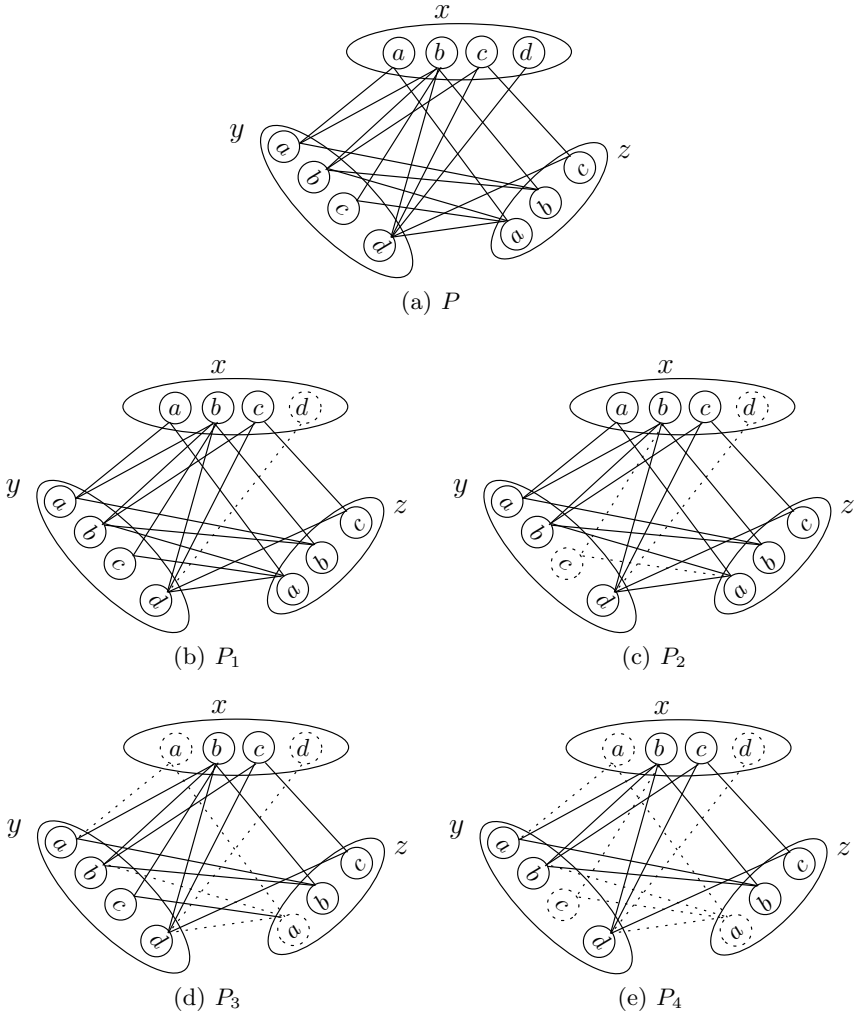 x
a b c d
y z
a c
b b
c a
d
(a) P
x x
a b c d a b c d
y z y z
a c a c
b b b b
c a c a
d d
(b) P₁ (c) P₂
x x
a b c d a b c d
y z y z
a c a c
b b b b
c a c a
d d
(d) P₃ (e) P₄